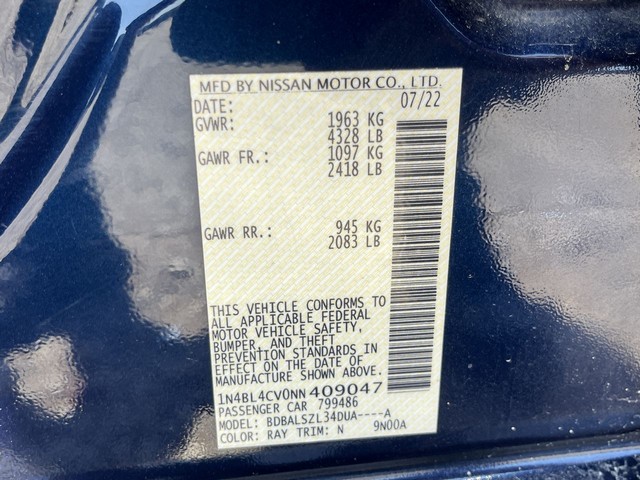 MFD BY NISSAN MOTOR CO., LTD.
DATE: 07/22
GVWR: 1963 KG
4328 LB
GAWR FR.: 1097 KG
2418 LB
GAWR RR.: 945 KG
2083 LB
THIS VEHICLE CONFORMS TO
ALL APPLICABLE FEDERAL
MOTOR VEHICLE SAFETY,
BUMPER, AND THEFT
PREVENTION STANDARDS IN
EFFECT ON THE DATE OF
MANUFACTURE SHOWN ABOVE.
1N4BL4CV0NN409047
PASSENGER CAR 799486
MODEL: BDBALSZL34DUA----A
COLOR: RAY TRIM: N 9N00A